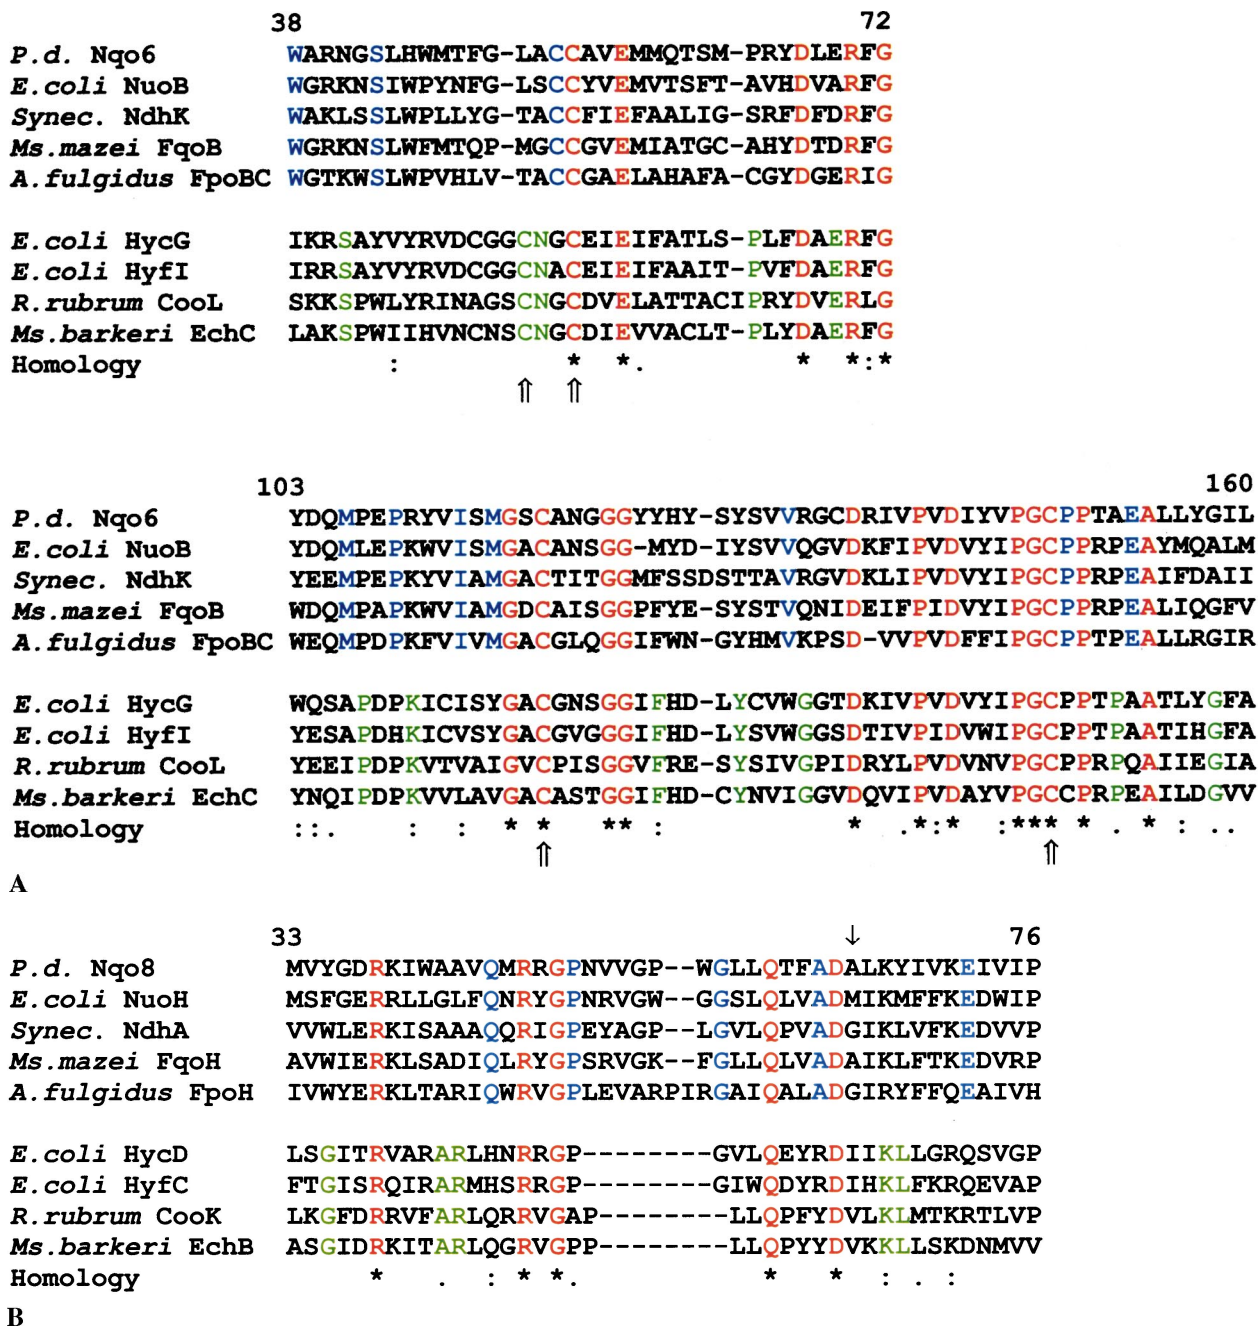 38 72
P.d. Nqo6 WARNGSLHWMTFG-LACCAVEMMQTSM-PRYDLERFG
E.coli NuoB WGRKNSIWPYNFG-LSCCYVEMVTSFT-AVHDVARFG
Synec. NdhK WAKLSSLWPLLYG-TACCFIEFAALIG-SRFDFDRFG
Ms.mazei FqoB WGRKNSLWFMTQP-MGCCGVEMIATGC-AHYDTDRFG
A.fulgidus FpoBC WGTKWSLWPVHLV-TACCGAELAHAFA-CGYDGERIG
E.coli HycG IKRSAYVYRVDCGGCNGCEIEIFATLS-PLFDAERFG
E.coli HyfI IRRSAYVYRVDCGGCNACEIEIFAAIT-PVFDAERFG
R.rubrum CooL SKKSPWLYRINAGSCNGCDVELATTACIPRYDVERLG
Ms.barkeri EchC LAKSPWIIHVNCNSCNGCDIEVVACLT-PLYDAERFG
Homology : * *. * *:*
⇑ ⇑
103 160
P.d. Nqo6 YDQMPEPRYVISMGSCANGGGYYHY-SYSVVRGCDRIVPVDIYVPGCPPTAEALLYGIL
E.coli NuoB YDQMLEPKWVISMGACANSGG-MYD-IYSVVQGVDKFIPVDVYIPGCPPRPEAYMQALM
Synec. NdhK YEEMPEPKYVIAMGACTITGGMFSSDSTTAVRGVDKLIPVDVYIPGCPPRPEAIFDAII
Ms.mazei FqoB WDQMPAPKWVIAMGDCAISGGPFYE-SYSTVQNIDEIFPIDVYIPGCPPRPEALIQGFV
A.fulgidus FpoBC WEQMPDPKFVIVMGACGLQGGIFWN-GYHMVKPSD-VVPVDFFIPGCPPTPEALLRGIR
E.coli HycG WQSAPDPKICISYGACGNSGGIFHD-LYCVWGGTDKIVPVDVYIPGCPPTPAATLYGFA
E.coli HyfI YESAPDHKICVSYGACGVGGGIFHD-LYSVWGGSDTIVPIDVWIPGCPPTPAATIHGFA
R.rubrum CooL YEEIPDPKVTVAIGVCPISGGVFRE-SYSIVGPIDRYLPVDVNVPGCPPRPQAIIEGIA
Ms.barkeri EchC YNQIPDPKVVLAVGACASTGGIFHD-CYNVIGGVDQVIPVDAYVPGCCPRPEAILDGVV
Homology ::. : : * * ** : * .*:* :*** * . * : ..
⇑ ⇑
A
33 ↓ 76
P.d. Nqo8 MVYGDRKIWAAVQMRRGPNVVGP--WGLLQTFADALKYIVKEIVIP
E.coli NuoH MSFGERRLLGLFQNRYGPNRVGW--GGSLQLVADMIKMFFKEDWIP
Synec. NdhA VVWLERKISAAAQQRIGPEYAGP--LGVLQPVADGIKLVFKEDVVP
Ms.mazei FqoH AVWIERKLSADIQLRYGPSRVGK--FGLLQLVADAIKLFTKEDVRP
A.fulgidus FpoH IVWYERKLTARIQWRVGPLEVARPIRGAIQALADGIRYFFQEAIVH
E.coli HycD LSGITRVARARLHNRRGP--------GVLQEYRDIIKLLGRQSVGP
E.coli HyfC FTGISRQIRARMHSRRGP--------GIWQDYRDIHKLFKRQEVAP
R.rubrum CooK LKGFDRRVFARLQRRVGAP--------LLQPFYDVLKLMTKRTLVP
Ms.barkeri EchB ASGIDRKITARLQGRVGPP--------LLQPYYDVKKLLSKDNMVV
Homology * . : * *. * * : . :
B